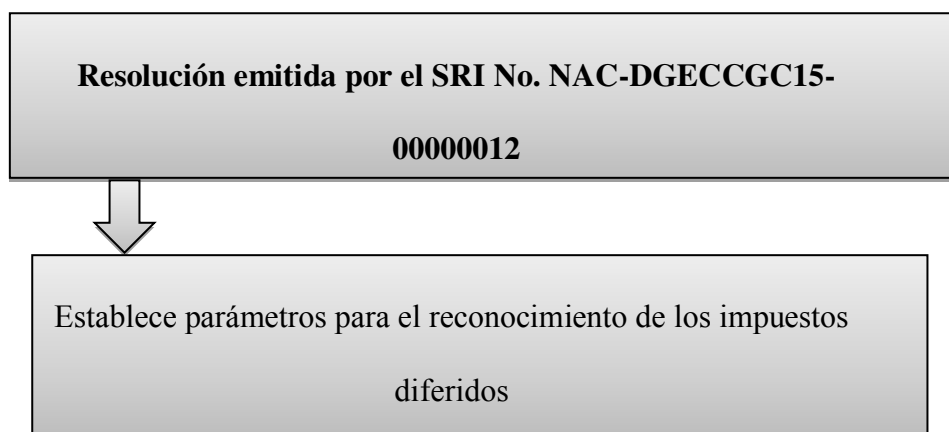 Resolución emitida por el SRI No. NAC-DGECCGC15-
00000012
Establece parámetros para el reconocimiento de los impuestos
diferidos